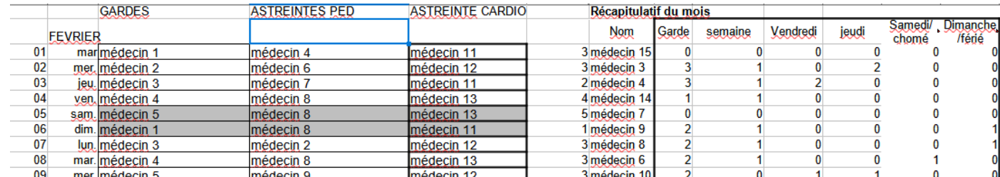 GARDES ASTREINTES PED ASTREINTE CARDIO Récapitulatif du mois
FEVRIER Nom Garde semaine Vendredi jeudi Samedi/ chomé Dimanche /férié
01 mar médecin 1 médecin 4 médecin 11 3 médecin 15 0 0 0 0 0 0
02 mer. médecin 2 médecin 6 médecin 12 3 médecin 3 3 1 0 2 0 0
03 jeu. médecin 3 médecin 7 médecin 11 2 médecin 4 3 1 2 0 0 0
04 ven. médecin 4 médecin 8 médecin 13 4 médecin 14 1 1 0 0 0 0
05 sam. médecin 5 médecin 8 médecin 13 5 médecin 7 0 0 0 0 0 0
06 dim. médecin 1 médecin 8 médecin 11 1 médecin 9 2 1 0 0 0 1
07 lun. médecin 3 médecin 2 médecin 12 3 médecin 8 2 1 0 0 0 1
08 mar. médecin 4 médecin 8 médecin 13 3 médecin 6 2 1 0 0 1 0
09 mer médecin 5 médecin 9 médecin 12 3 médecin 10 2 0 1 1 0 0